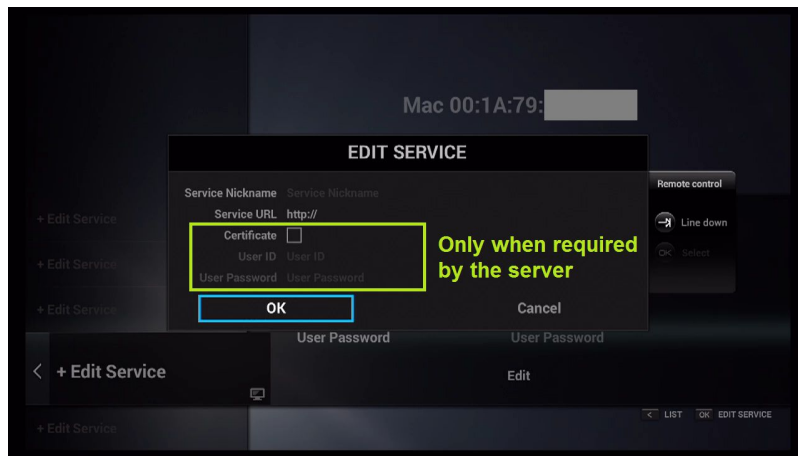 Mac 00:1A:79:
EDIT SERVICE
Service Nickname Service Nickname
Service URL http://
Certificate
User ID User ID
User Password User Password
Only when required
by the server
OK Cancel
Remote control
Line down
OK Select
+ Edit Service
+ Edit Service
+ Edit Service
User Password User Password
< + Edit Service
Edit
< LIST OK EDIT SERVICE
+ Edit Service